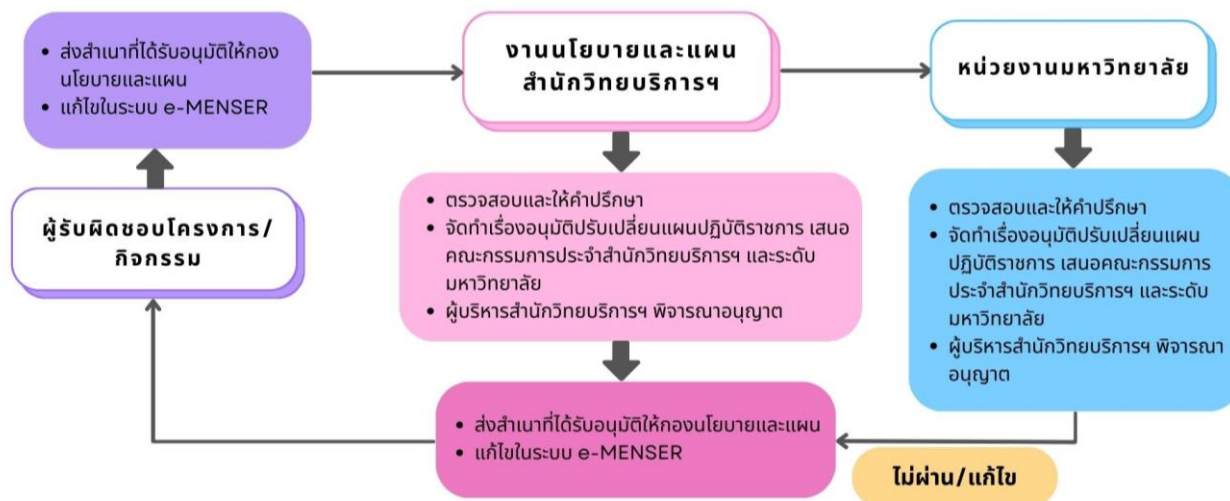 • ส่งสำเนาที่ได้รับอนุมัติให้กอง
นโยบายและแผน
• แก้ไขในระบบ e-MENSER
ผู้รับผิดชอบโครงการ/
กิจกรรม
งานนโยบายและแผน
สำนักวิทยบริการฯ
• ตรวจสอบและให้คำปรึกษา
• จัดทำเรื่องอนุมัติปรับเปลี่ยนแผนปฏิบัติราชการ เสนอ
คณะกรรมการประจำสำนักวิทยบริการฯ และระดับ
มหาวิทยาลัย
• ผู้บริหารสำนักวิทยบริการฯ พิจารณาอนุญาต
• ส่งสำเนาที่ได้รับอนุมัติให้กองนโยบายและแผน
• แก้ไขในระบบ e-MENSER
หน่วยงานมหาวิทยาลัย
• ตรวจสอบและให้คำปรึกษา
• จัดทำเรื่องอนุมัติปรับเปลี่ยนแผน
ปฏิบัติราชการ เสนอคณะกรรมการ
ประจำสำนักวิทยบริการฯ และระดับ
มหาวิทยาลัย
• ผู้บริหารสำนักวิทยบริการฯ พิจารณา
อนุญาต
ไม่ผ่าน/แก้ไข